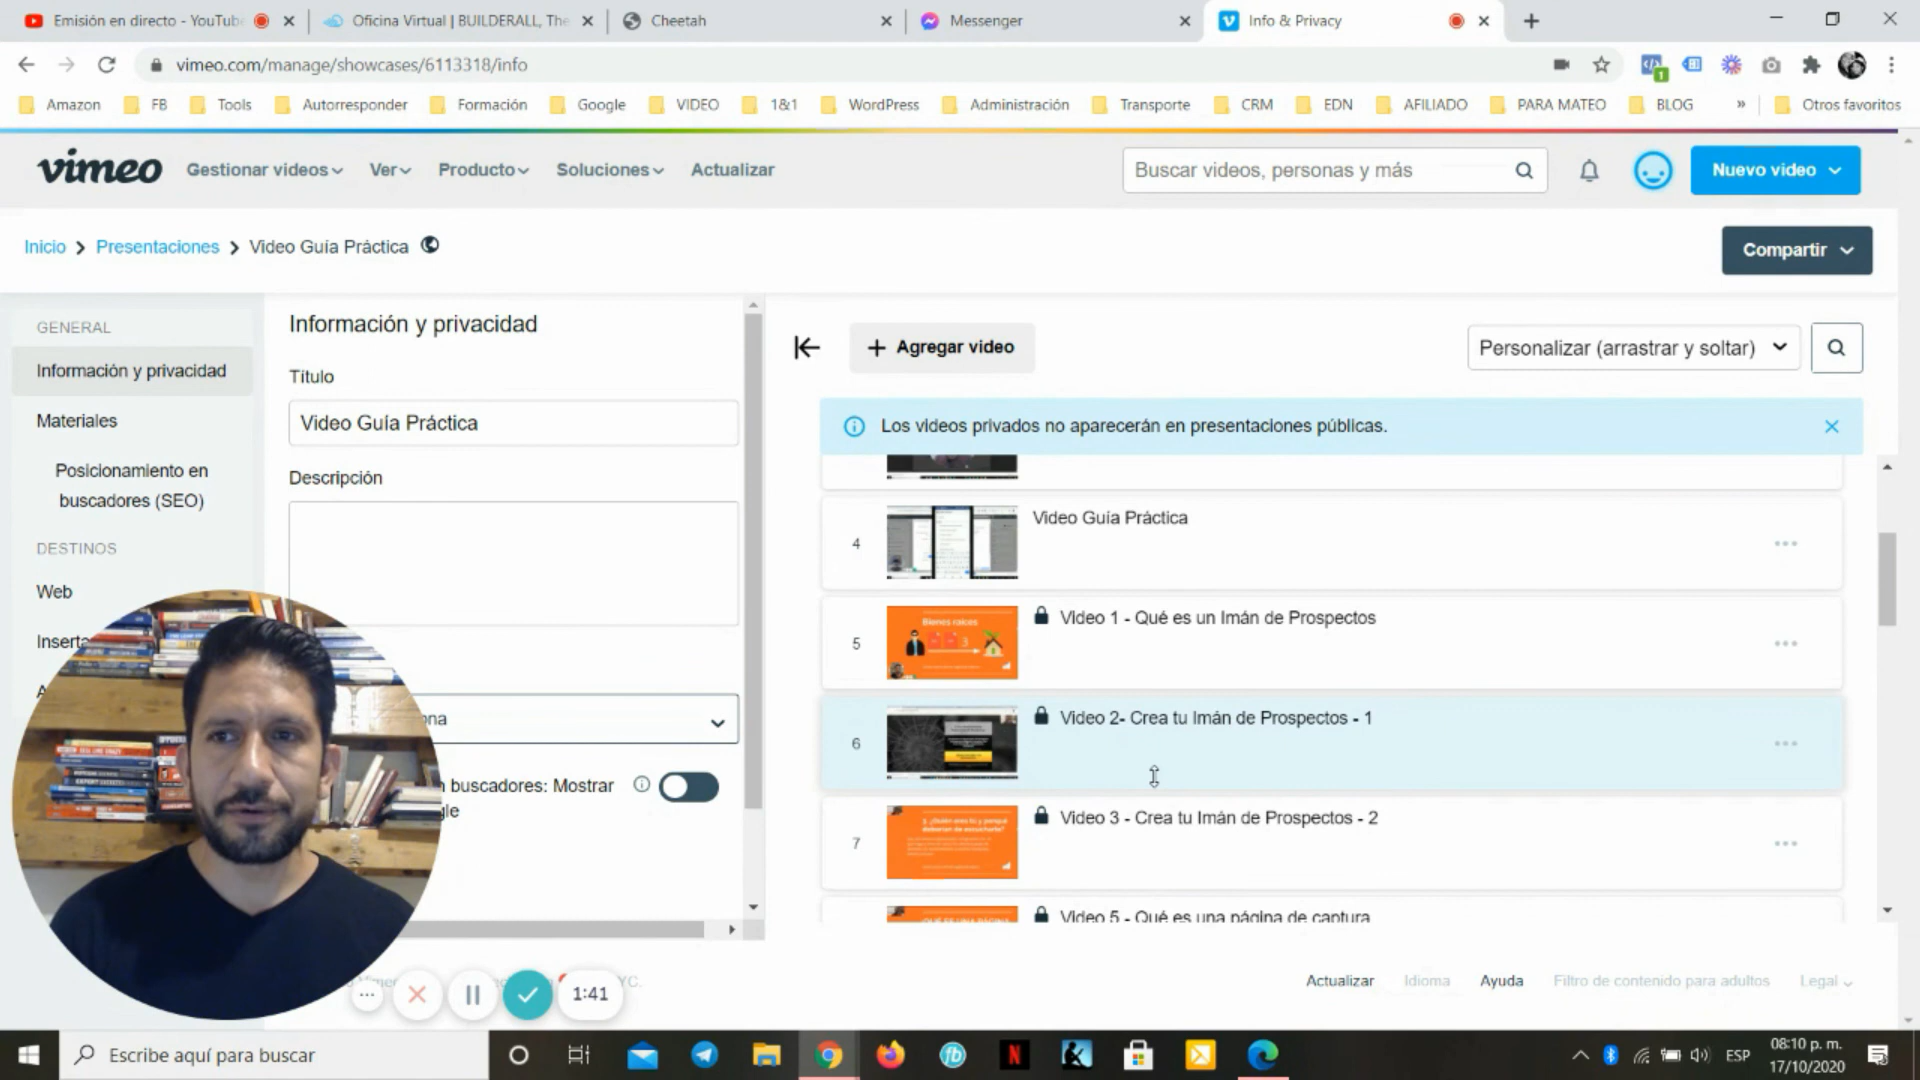 Emisión en directo - YouTub
Oficina Virtual | BUILDERALL, The
Cheetah
Messenger
Info & Privacy
vimeo.com/manage/showcases/6113318/info
Amazon FB Tools Autorresponder Formación Google VIDEO 1&1 WordPress Administración Transporte CRM EDN AFILIADO PARA MATEO BLOG » Otros favoritos
vimeo Gestionar videos Ver Producto Soluciones Actualizar Buscar videos, personas y más Nuevo video
Inicio > Presentaciones > Video Guía Práctica
Compartir
GENERAL
Información y privacidad
Materiales
Posicionamiento en
buscadores (SEO)
DESTINOS
Web
Inserta
Información y privacidad
Título
Video Guía Práctica
Descripción
ona
n buscadores: Mostrar
gle
+ Agregar video
Personalizar (arrastrar y soltar)
Los videos privados no aparecerán en presentaciones públicas.
4 Video Guía Práctica
5 Video 1 - Qué es un Imán de Prospectos
Bienes raíces
6 Video 2- Crea tu Imán de Prospectos - 1
7 Video 3 - Crea tu Imán de Prospectos - 2
Video 5 - Qué es una página de captura
YC.
1:41
Actualizar Idioma Ayuda Filtro de contenido para adultos Legal
Escribe aquí para buscar
ESP
08:10 p. m.
17/10/2020